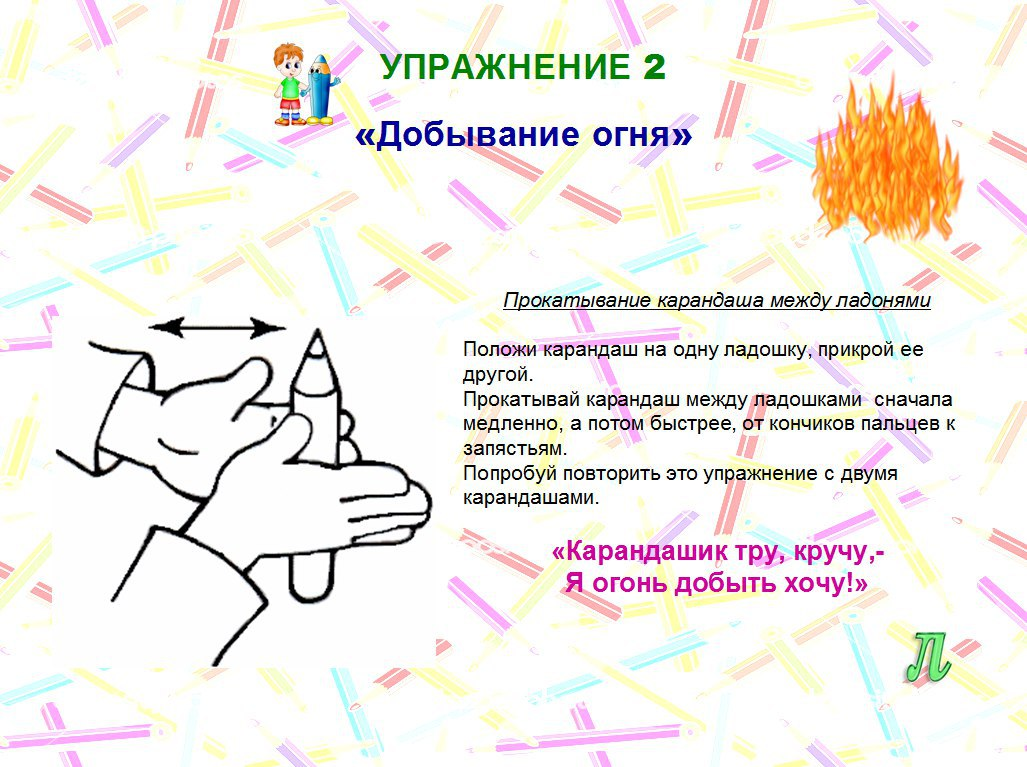 УПРАЖНЕНИЕ 2
«Добывание огня»
Прокатывание карандаша между ладонями
Положи карандаш на одну ладошку, прикрой ее
другой.
Прокатывай карандаш между ладошками сначала
медленно, а потом быстрее, от кончиков пальцев к
запястьям.
Попробуй повторить это упражнение с двумя
карандашами.
«Карандашик тру, кручу,-
Я огонь добыть хочу!»
Л